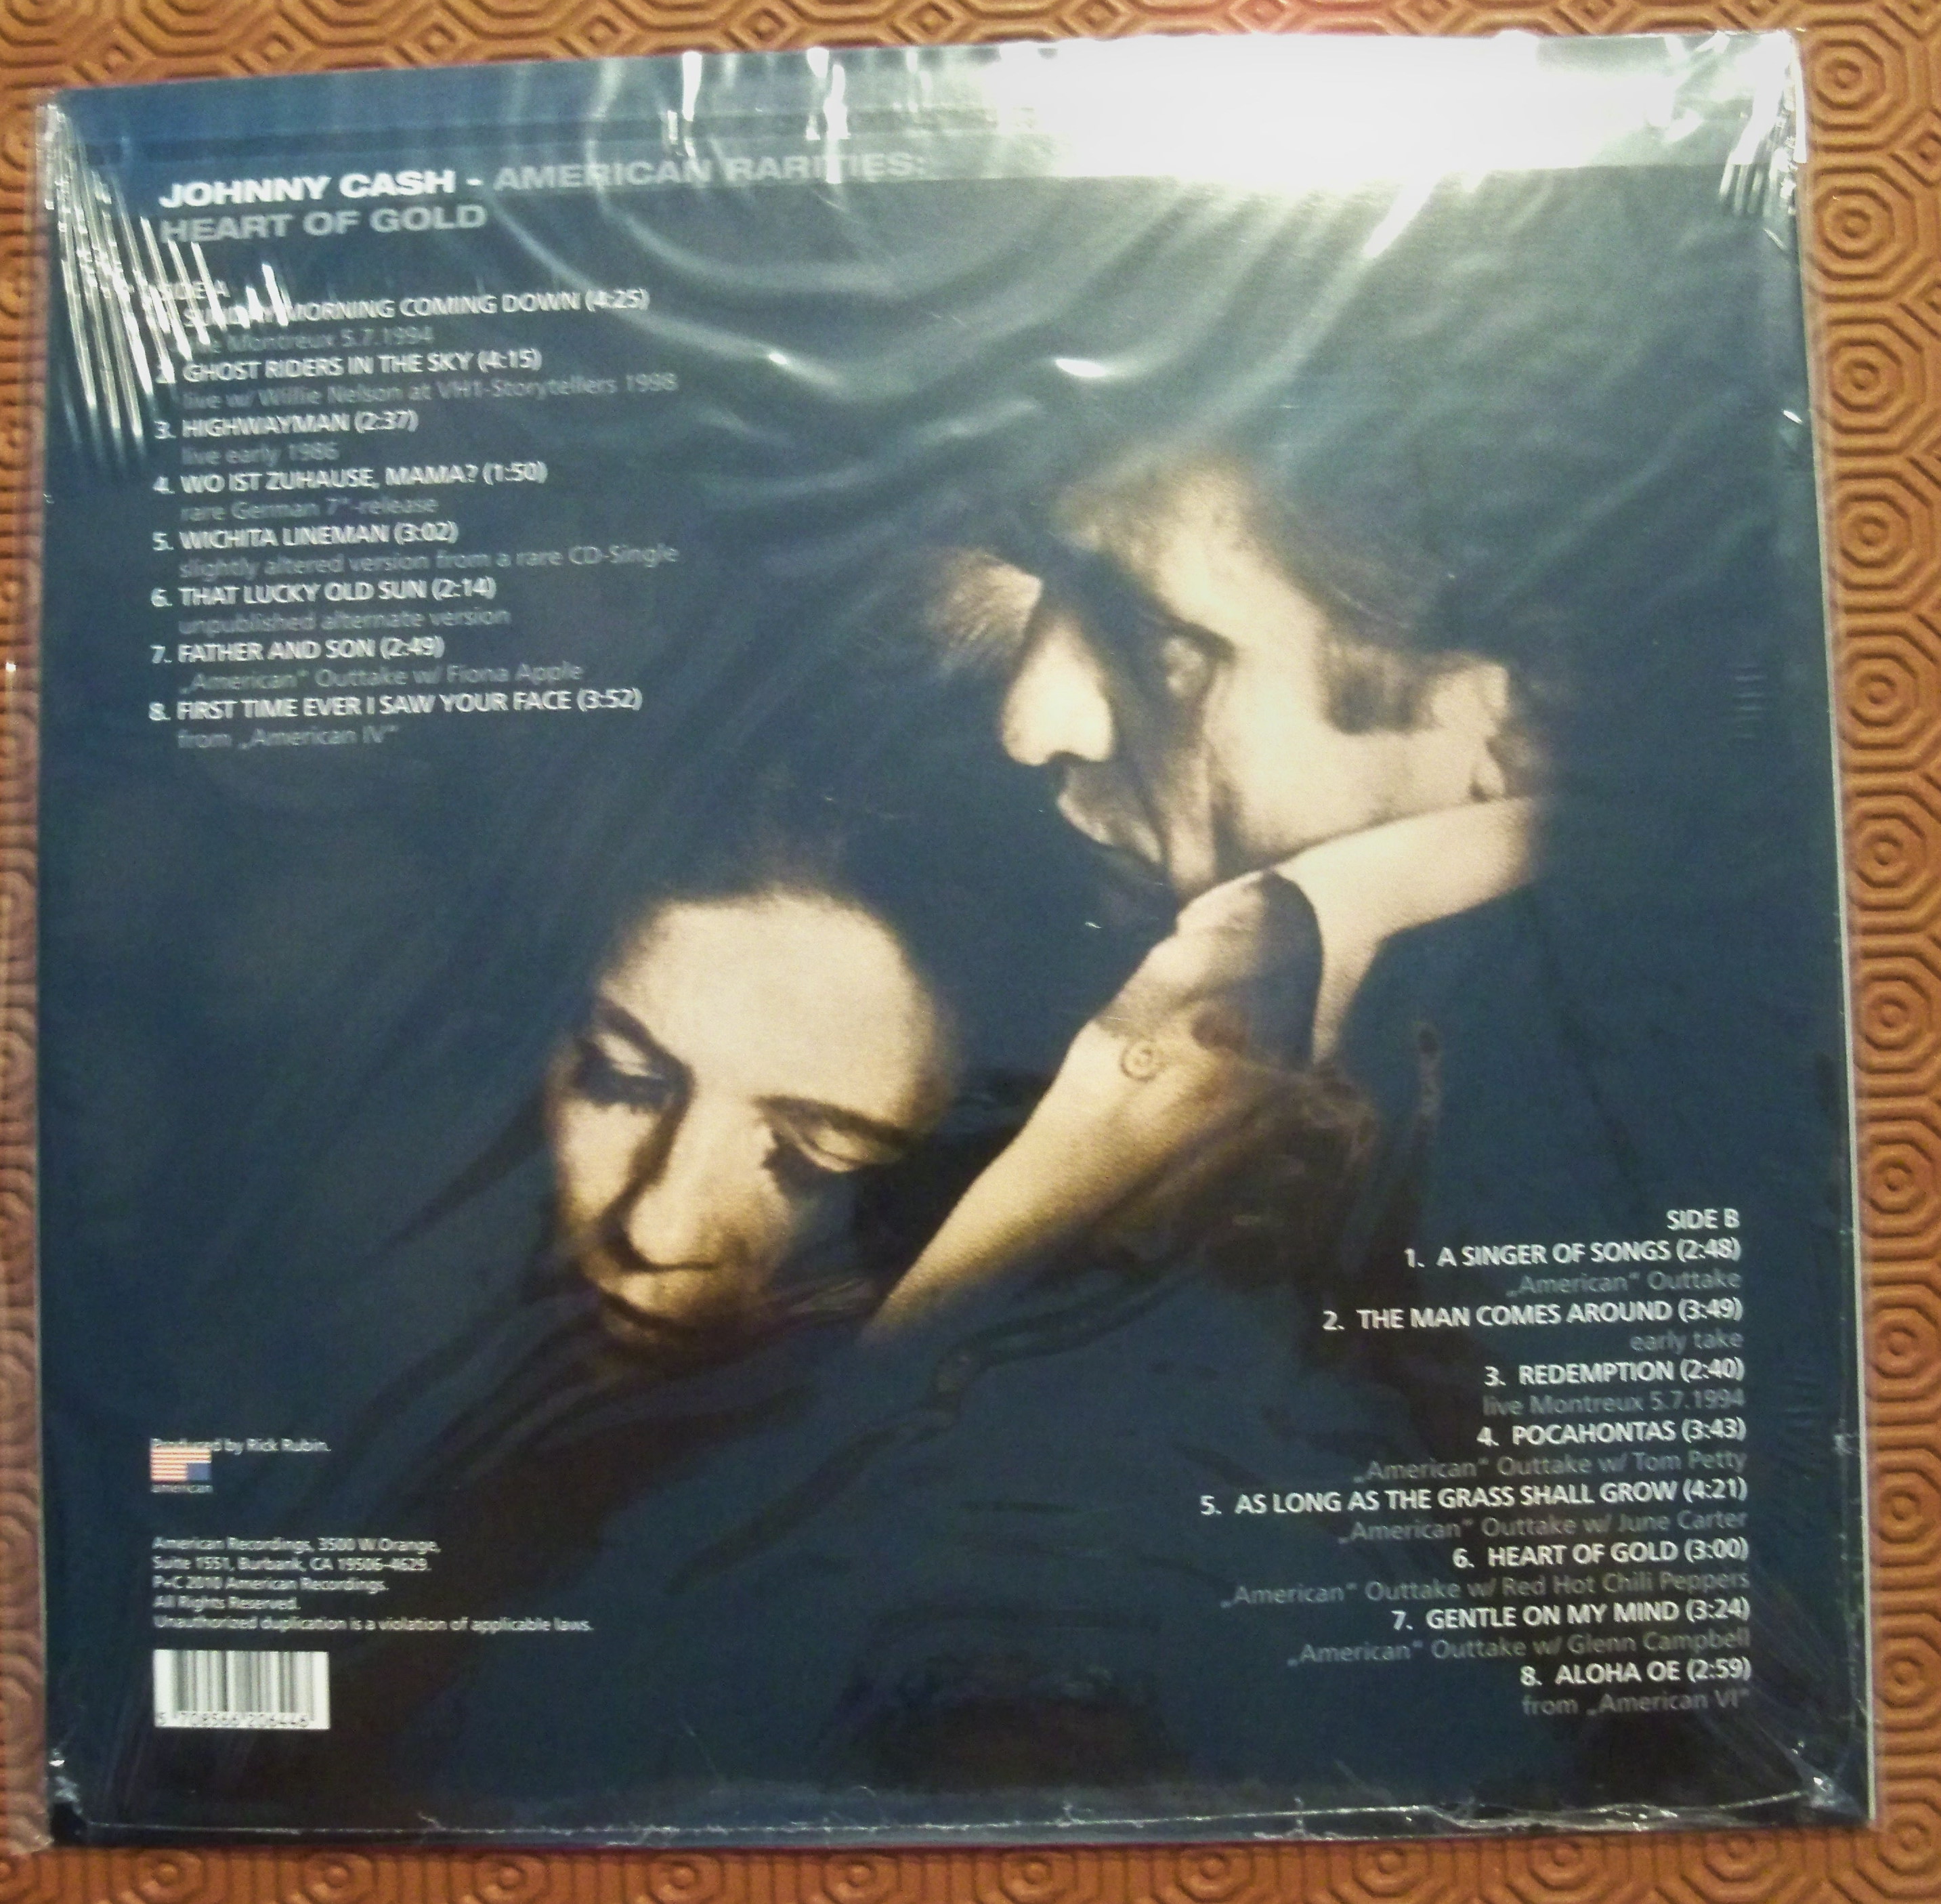 JOHNNY CASH - AMERICAN RARITIES:
HEART OF GOLD
SIDE A
SUNDAY MORNING COMING DOWN (4:25)
live Montreux 5.7.1994
2. GHOST RIDERS IN THE SKY (4:15)
live w/ Willie Nelson at VH1-Storytellers 1998
3. HIGHWAYMAN (2:37)
live early 1986
4. WO IST ZUHAUSE, MAMA? (1:50)
rare German 7"-release
5. WICHITA LINEMAN (3:02)
slightly altered version from a rare CD-Single
6. THAT LUCKY OLD SUN (2:14)
unpublished alternate version
7. FATHER AND SON (2:49)
„American" Outtake w/ Fiona Apple
8. FIRST TIME EVER I SAW YOUR FACE (3:52)
from „American IV"
SIDE B
1. A SINGER OF SONGS (2:48)
„American" Outtake
2. THE MAN COMES AROUND (3:49)
early take
3. REDEMPTION (2:40)
live Montreux 5.7.1994
4. POCAHONTAS (3:43)
„American" Outtake w/ Tom Petty
5. AS LONG AS THE GRASS SHALL GROW (4:21)
„American" Outtake w/ June Carter
6. HEART OF GOLD (3:00)
„American" Outtake w/ Red Hot Chili Peppers
7. GENTLE ON MY MIND (3:24)
„American" Outtake w/ Glenn Campbell
8. ALOHA OE (2:59)
from „American VI"
Produced by Rick Rubin.
american
American Recordings, 3500 W.Orange,
Suite 1551, Burbank, CA 19506-4629.
P+C 2010 American Recordings.
All Rights Reserved.
Unauthorized duplication is a violation of applicable laws.